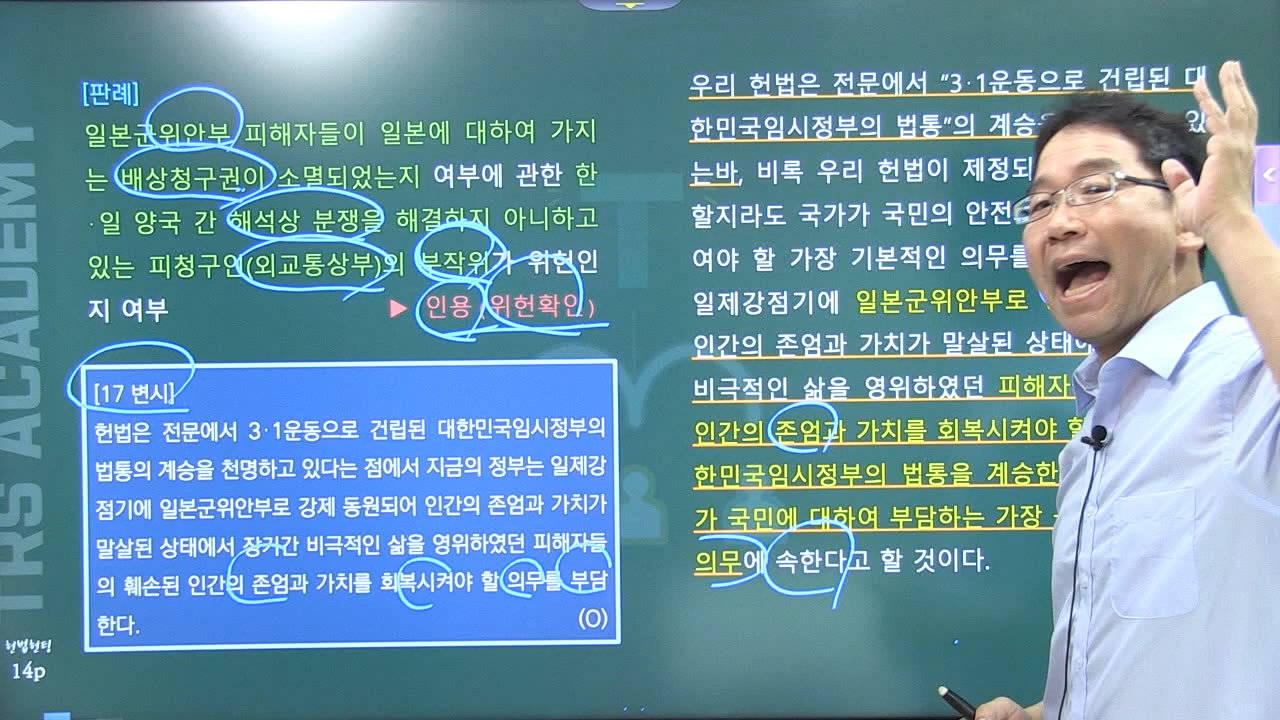 [판례]
일본군위안부 피해자들이 일본에 대하여 가지
는 배상청구권이 소멸되었는지 여부에 관한 한
·일 양국 간 해석상 분쟁을 해결하지 아니하고
있는 피청구인(외교통상부)의 부작위가 위헌인
지 여부
▶ 인용 (위헌확인)
[17 변시]
헌법은 전문에서 3·1운동으로 건립된 대한민국임시정부의
법통의 계승을 천명하고 있다는 점에서 지금의 정부는 일제강
점기에 일본군위안부로 강제 동원되어 인간의 존엄과 가치가
말살된 상태에서 장기간 비극적인 삶을 영위하였던 피해자들
의 훼손된 인간의 존엄과 가치를 회복시켜야 할 의무를 부담
한다.
(O)
우리 헌법은 전문에서 "3·1운동으로 건립된 대
한민국임시정부의 법통"의 계승을 있
는바, 비록 우리 헌법이 제정되
할지라도 국가가 국민의 안전
여야 할 가장 기본적인 의무를
일제강점기에 일본군위안부로
인간의 존엄과 가치가 말살된 상태에
비극적인 삶을 영위하였던 피해자
인간의 존엄과 가치를 회복시켜야 할
한민국임시정부의 법통을 계승한
가 국민에 대하여 부담하는 가장
의무에 속한다고 할 것이다.
TRS ACADEMY
헌법헌팅
14p